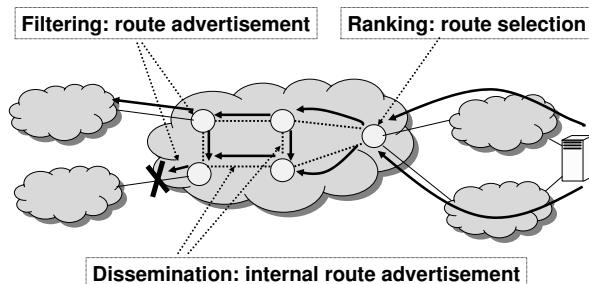 Filtering: route advertisement
Ranking: route selection
Dissemination: internal route advertisement